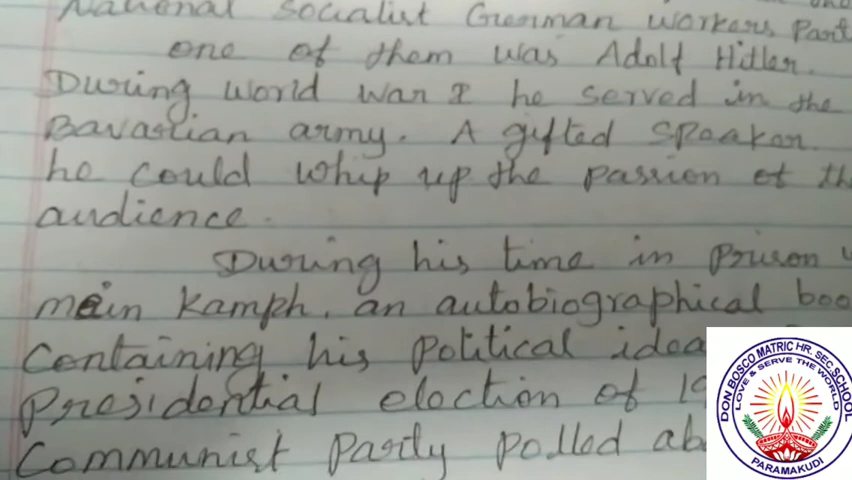 National Socialist German Workers Part
one of them was Adolf Hitler.
During world war I he served in the
Bavarian army. A gifted speaker.
he could whip up the passion of th
audience.
During his time in prison w
mein Kamph. an autobiographical boo
Containing his political idea
Presidential election of 19
Communist Party polled ab
DON BOSCO MATRIC HR. SEC SCHOOL
LOVE & SERVE THE WORLD
PARAMAKUDI